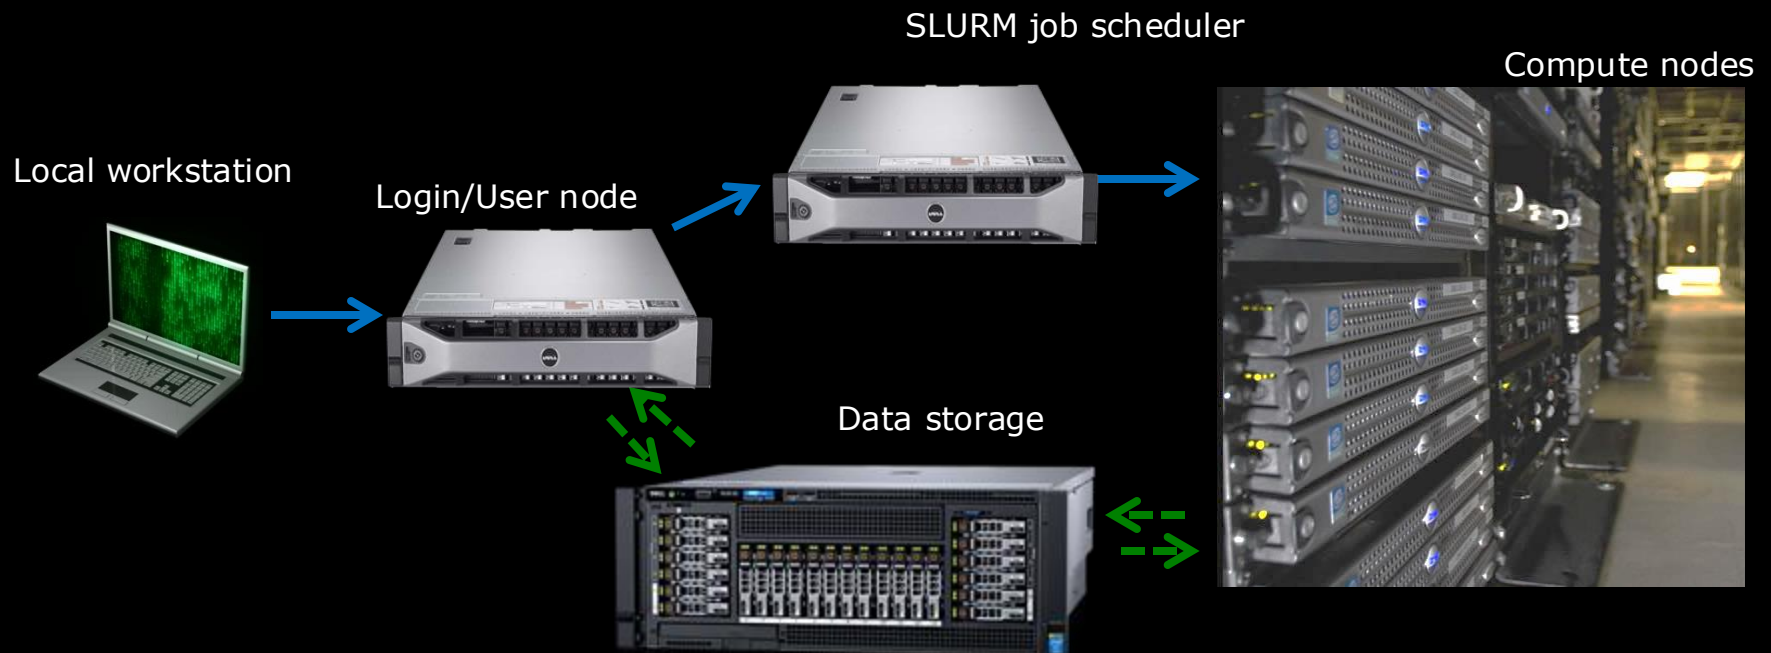 SLURM job scheduler
Compute nodes
Local workstation
Login/User node
Data storage